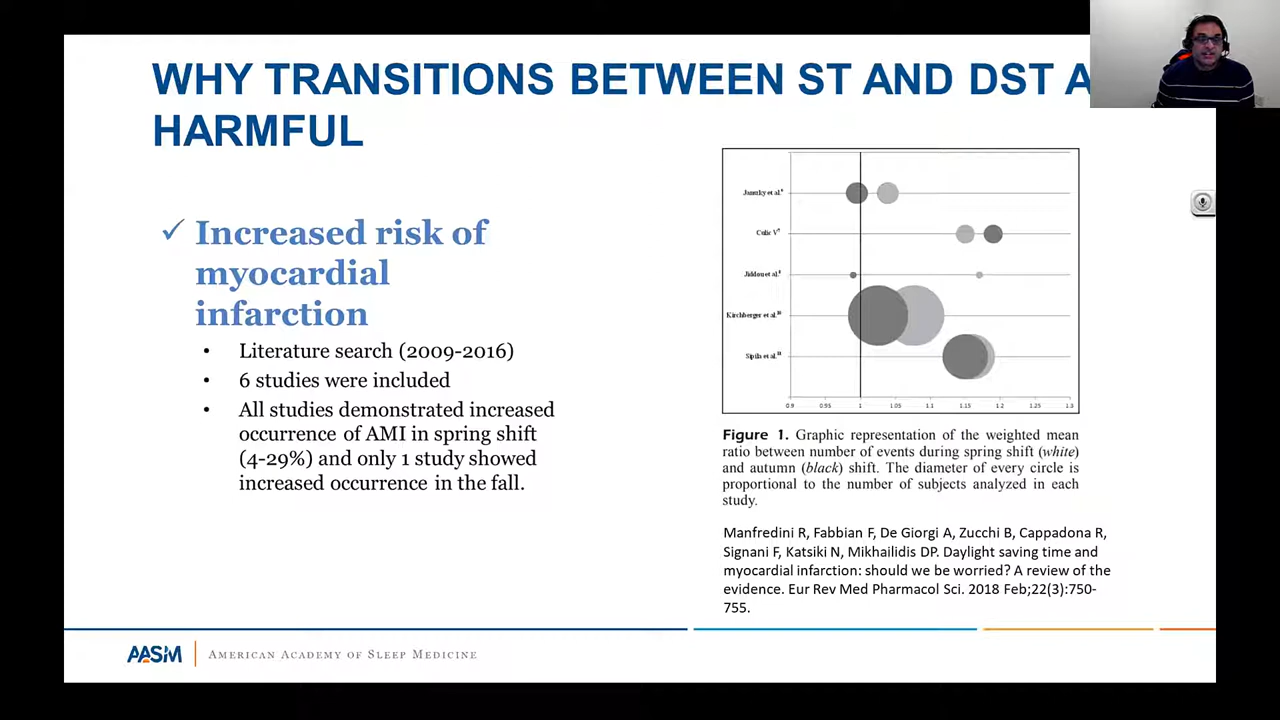 WHY TRANSITIONS BETWEEN ST AND DST A
HARMFUL
✓ Increased risk of
myocardial
infarction
• Literature search (2009-2016)
• 6 studies were included
• All studies demonstrated increased
occurrence of AMI in spring shift
(4-29%) and only 1 study showed
increased occurrence in the fall.
Janszky et al.
Culic V
Jiddou et al.
Kirchberger et al.
Sipila et al.
0.9 0.95 1 1.05 1.1 1.15 1.2 1.25 1.3
Figure 1. Graphic representation of the weighted mean
ratio between number of events during spring shift (white)
and autumn (black) shift. The diameter of every circle is
proportional to the number of subjects analyzed in each
study.
Manfredini R, Fabbian F, De Giorgi A, Zucchi B, Cappadona R,
Signani F, Katsiki N, Mikhailidis DP. Daylight saving time and
myocardial infarction: should we be worried? A review of the
evidence. Eur Rev Med Pharmacol Sci. 2018 Feb;22(3):750-
755.
AASM AMERICAN ACADEMY OF SLEEP MEDICINE